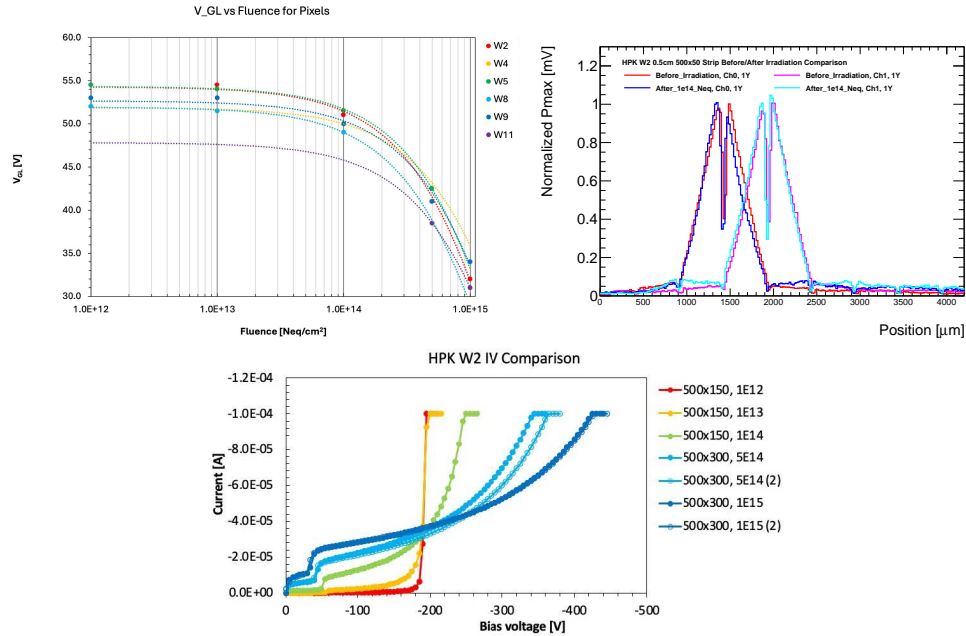 V_GL vs Fluence for Pixels
60.0
55.0
50.0
45.0
40.0
35.0
30.0
V_GL [V]
1.0E+12
1.0E+13
1.0E+14
1.0E+15
Fluence [Neq/cm²]
W2
W4
W5
W8
W9
W11
Normalized Pmax [mV]
1.2
1
0.8
0.6
0.4
0.2
0
HPK W2 0.5cm 500x50 Strip Before/After Irradiation Comparison
Before_Irradiation, Ch0, 1Y
Before_Irradiation, Ch1, 1Y
After_1e14_Neq, Ch0, 1Y
After_1e14_Neq, Ch1, 1Y
500
1000
1500
2000
2500
3000
3500
4000
Position [μm]
HPK W2 IV Comparison
-1.2E-04
-1.0E-04
-8.0E-05
-6.0E-05
-4.0E-05
-2.0E-05
0.0E+00
Current [A]
0
-100
-200
-300
-400
-500
Bias voltage [V]
500x150, 1E12
500x150, 1E13
500x150, 1E14
500x300, 5E14
500x300, 5E14 (2)
500x300, 1E15
500x300, 1E15 (2)